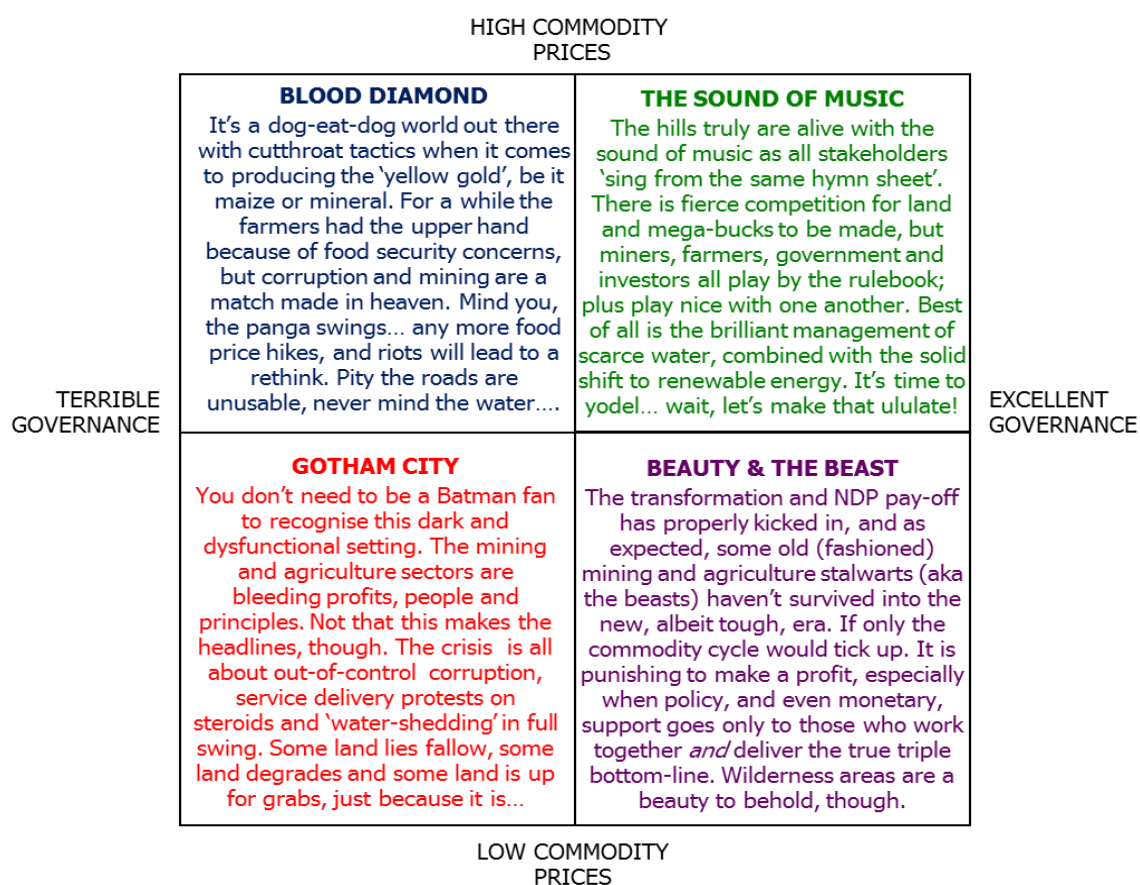 HIGH COMMODITY
PRICES
BLOOD DIAMOND
It's a dog-eat-dog world out there
with cutthroat tactics when it comes
to producing the 'yellow gold', be it
maize or mineral. For a while the
farmers had the upper hand
because of food security concerns,
but corruption and mining are a
match made in heaven. Mind you,
the panga swings... any more food
price hikes, and riots will lead to a
rethink. Pity the roads are
unusable, never mind the water....
THE SOUND OF MUSIC
The hills truly are alive with the
sound of music as all stakeholders
'sing from the same hymn sheet'.
There is fierce competition for land
and mega-bucks to be made, but
miners, farmers, government and
investors all play by the rulebook;
plus play nice with one another. Best
of all is the brilliant management of
scarce water, combined with the solid
shift to renewable energy. It's time to
yodel... wait, let's make that ululate!
TERRIBLE
GOVERNANCE
EXCELLENT
GOVERNANCE
GOTHAM CITY
You don't need to be a Batman fan
to recognise this dark and
dysfunctional setting. The mining
and agriculture sectors are
bleeding profits, people and
principles. Not that this makes the
headlines, though. The crisis is all
about out-of-control corruption,
service delivery protests on
steroids and 'water-shedding' in full
swing. Some land lies fallow, some
land degrades and some land is up
for grabs, just because it is...
BEAUTY & THE BEAST
The transformation and NDP pay-off
has properly kicked in, and as
expected, some old (fashioned)
mining and agriculture stalwarts (aka
the beasts) haven't survived into the
new, albeit tough, era. If only the
commodity cycle would tick up. It is
punishing to make a profit, especially
when policy, and even monetary,
support goes only to those who work
together and deliver the true triple
bottom-line. Wilderness areas are a
beauty to behold, though.
LOW COMMODITY
PRICES